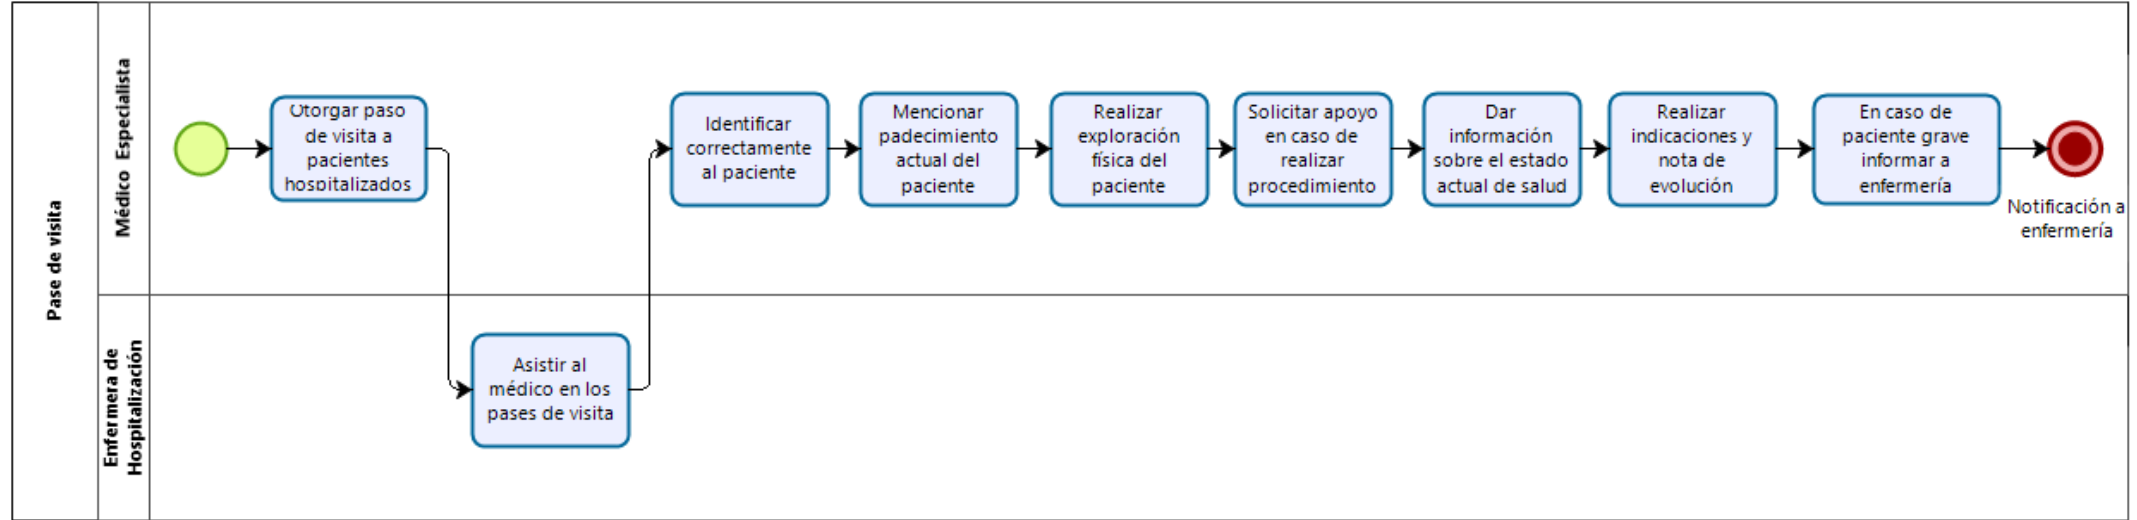 Pase de visita
Médico Especialista
Otorgar paso
de visita a
pacientes
hospitalizados
Identificar
correctamente
al paciente
Mencionar
padecimiento
actual del
paciente
Realizar
exploración
física del
paciente
Solicitar apoyo
en caso de
realizar
procedimiento
Dar
información
sobre el estado
actual de salud
Realizar
indicaciones y
nota de
evolución
En caso de
paciente grave
informar a
enfermería
Notificación a
enfermería
Enfermera de
Hospitalización
Asistir al
médico en los
pases de visita